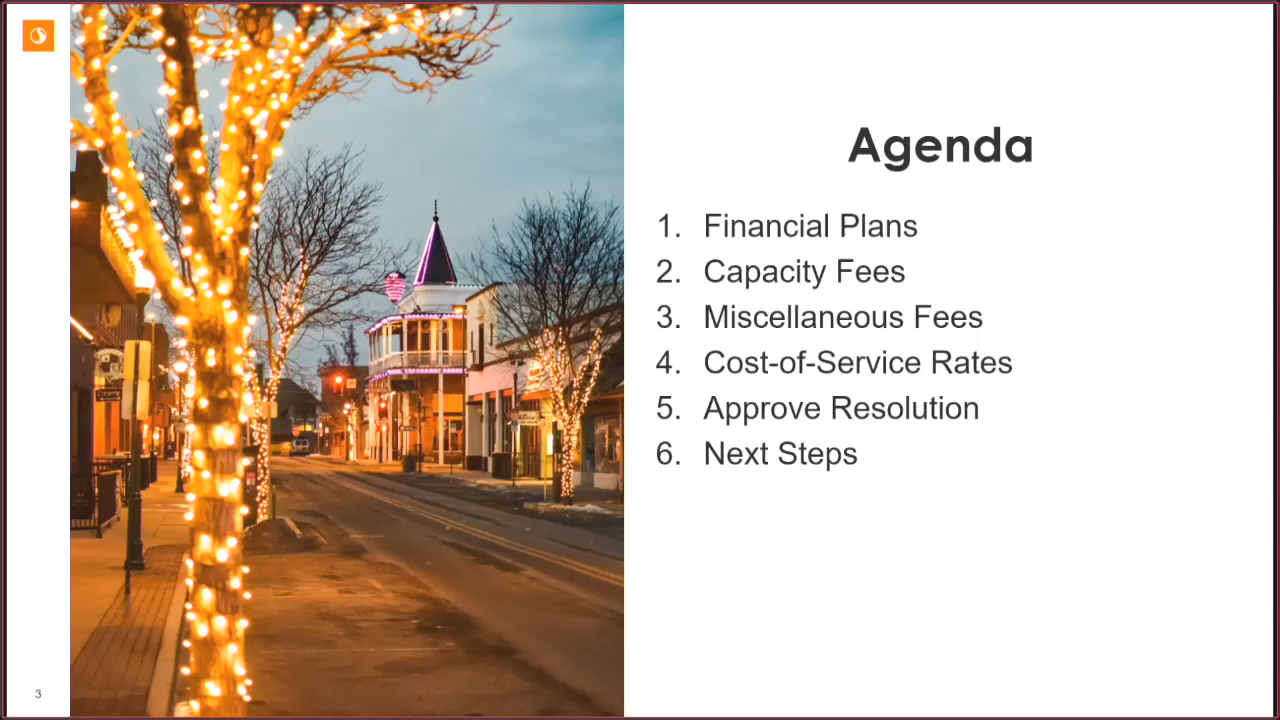 Agenda
1. Financial Plans
2. Capacity Fees
3. Miscellaneous Fees
4. Cost-of-Service Rates
5. Approve Resolution
6. Next Steps
3